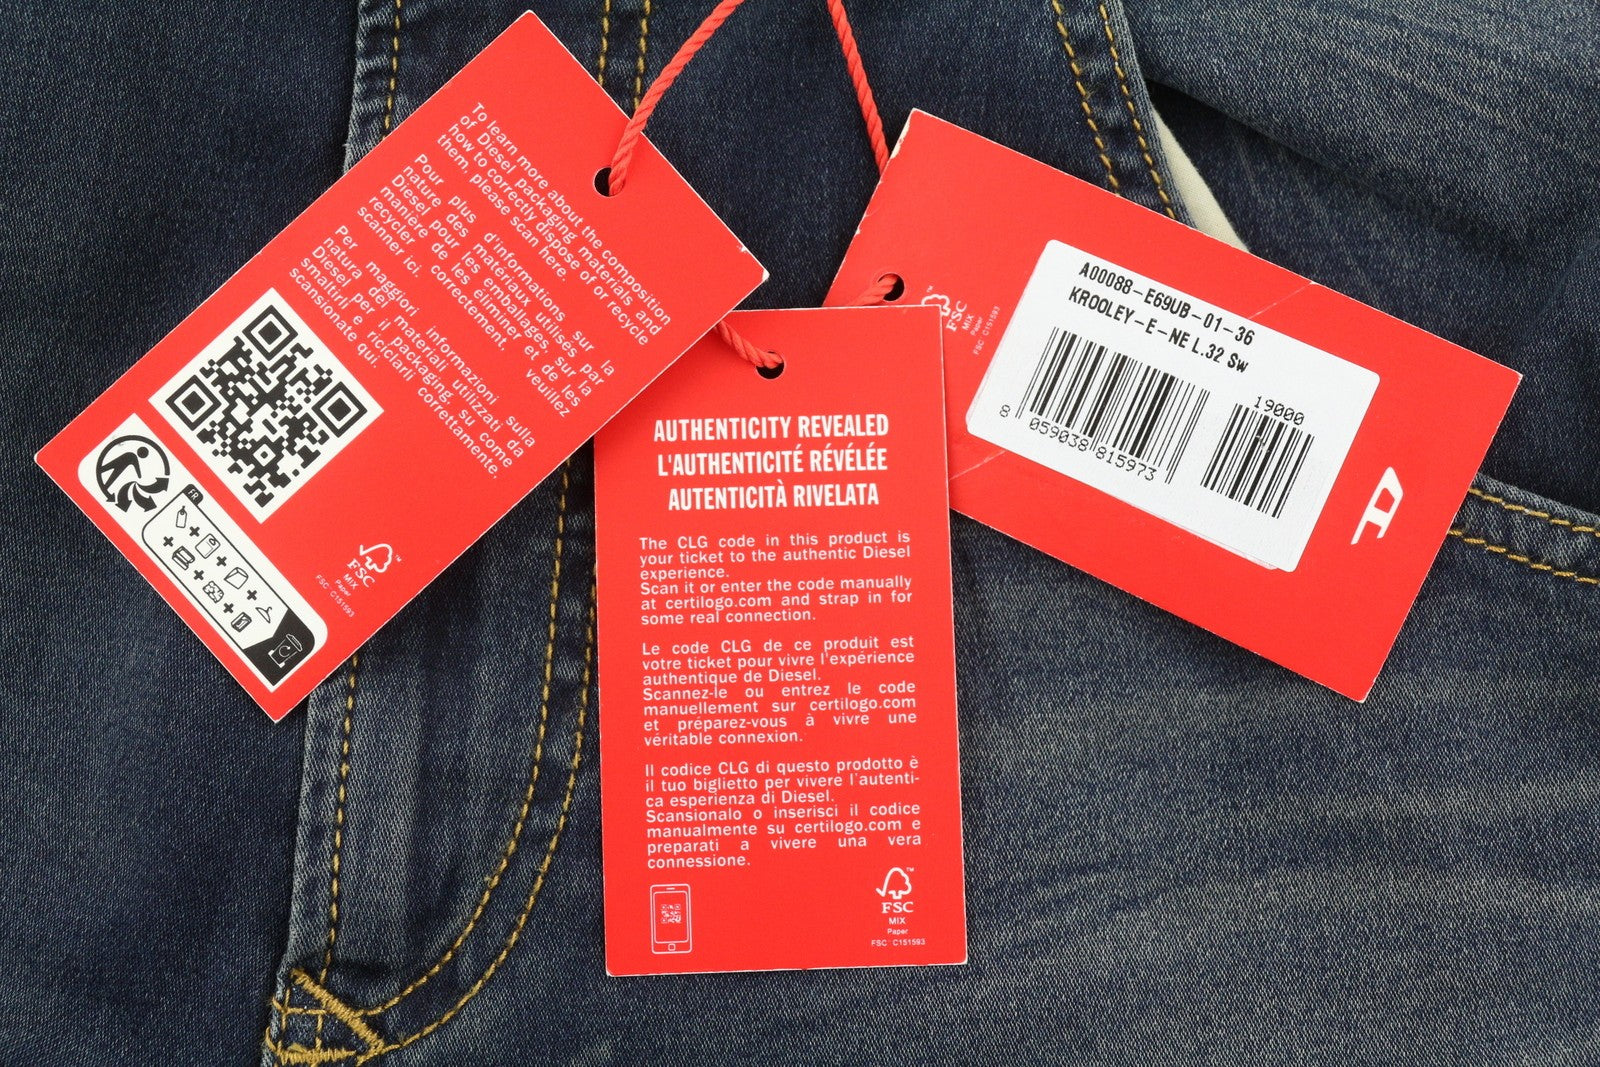 To learn more about the composition
of Diesel packaging materials and
how to correctly dispose of or recycle
them, please scan here.
Pour plus d'informations sur la
nature des matériaux utilisés par
Diesel pour les emballages, sur la
manière de les éliminer et de les
recycler correctement, veuillez
scanner ici.
Per maggiori informazioni sulla
natura dei materiali utilizzati da
Diesel per il packaging, su come
smaltirli e riciclarli correttamente,
scansionate qui.
FR
FSC
MIX
Paper
FSC C151593
AUTHENTICITY REVEALED
L'AUTHENTICITÉ RÉVÉLÉE
AUTENTICITÀ RIVELATA
The CLG code in this product is
your ticket to the authentic Diesel
experience.
Scan it or enter the code manually
at certilogo.com and strap in for
some real connection.
Le code CLG de ce produit est
votre ticket pour vivre l'expérience
authentique de Diesel.
Scannez-le ou entrez le code
manuellement sur certilogo.com
et préparez-vous à vivre une
véritable connexion.
Il codice CLG di questo prodotto è
il tuo biglietto per vivere l'autenti-
ca esperienza di Diesel.
Scansionalo o inserisci il codice
manualmente su certilogo.com e
preparati a vivere una vera
connessione.
FSC
MIX
Paper
FSC C151593
FSC
MIX
Paper
FSC C151593
A00088-E69UB-01-36
KROOLEY-E-NE L.32 Sw
19000
8 059038 815973
D